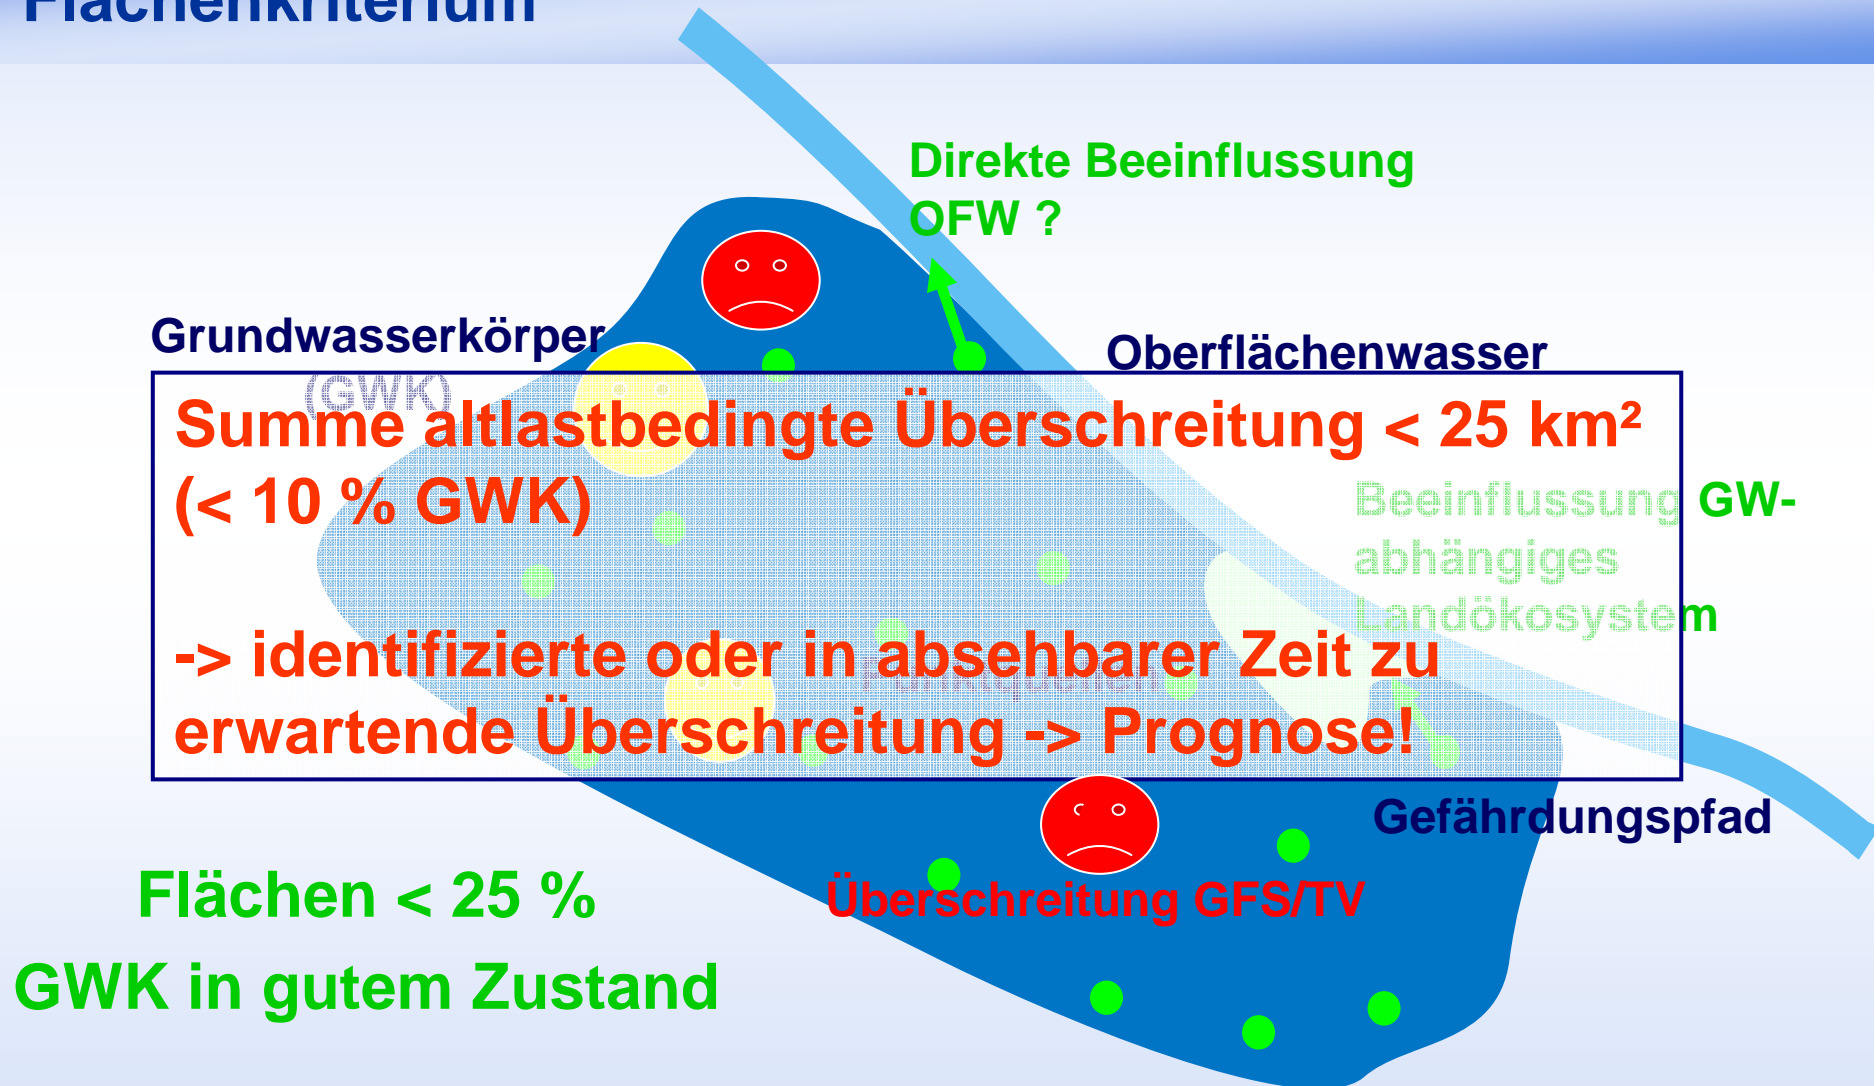 Flächenkriterium
Direkte Beeinflussung
OFW ?
Grundwasserkörper
(GWK)
Oberflächenwasser
Summe altlastbedingte Überschreitung < 25 km²
(< 10 % GWK)
Beeinflussung GW-
abhängiges
Landökosystem
-> identifizierte oder in absehbarer Zeit zu
Punktquellen
erwartende Überschreitung -> Prognose!
Gefährdungspfad
Flächen < 25 %
Überschreitung GFS/TV
GWK in gutem Zustand